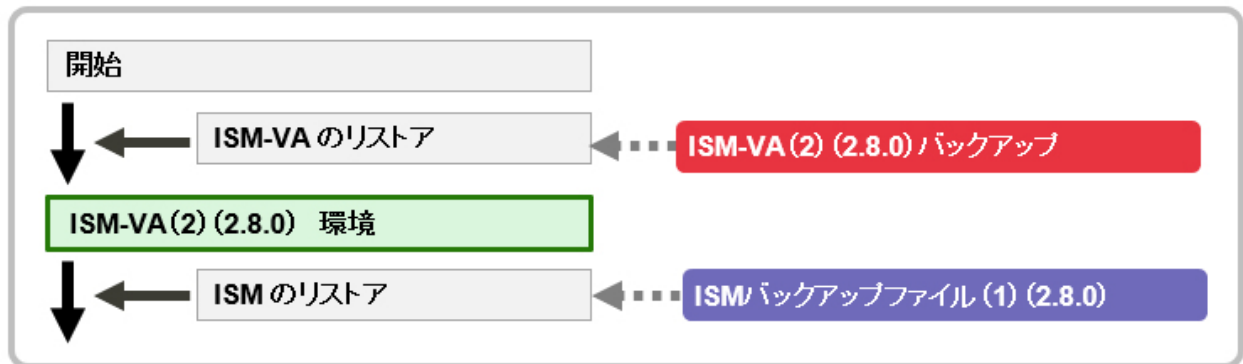 開始
ISM-VA のリストア
ISM-VA(2) (2.8.0) バックアップ
ISM-VA(2) (2.8.0) 環境
ISM のリストア
ISMバックアップファイル (1) (2.8.0)